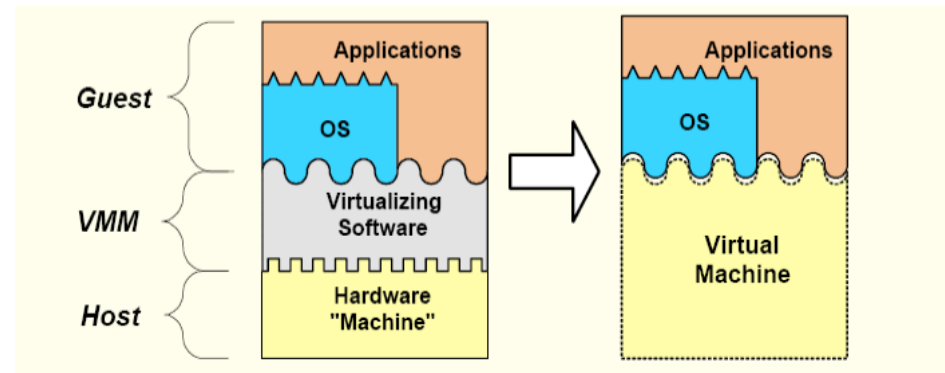 Guest
VMM
Host
Applications
OS
Virtualizing
Software
Hardware
"Machine"
Applications
OS
Virtual
Machine